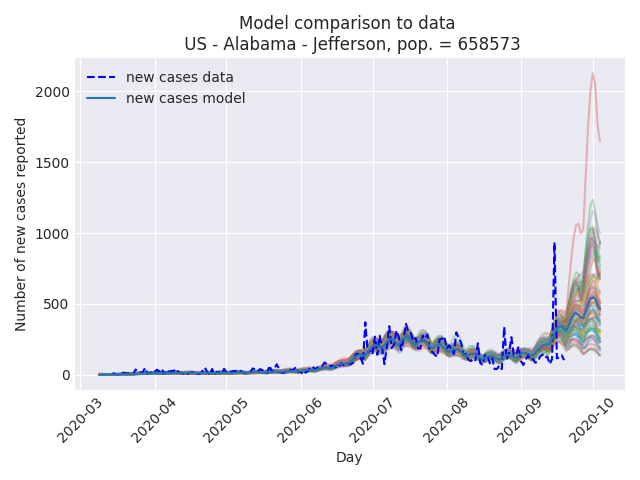 Model comparison to data
US - Alabama - Jefferson, pop. = 658573
new cases data
new cases model
Number of new cases reported
2000
1500
1000
500
0
2020-03
2020-04
2020-05
2020-06
2020-07
2020-08
2020-09
2020-10
Day